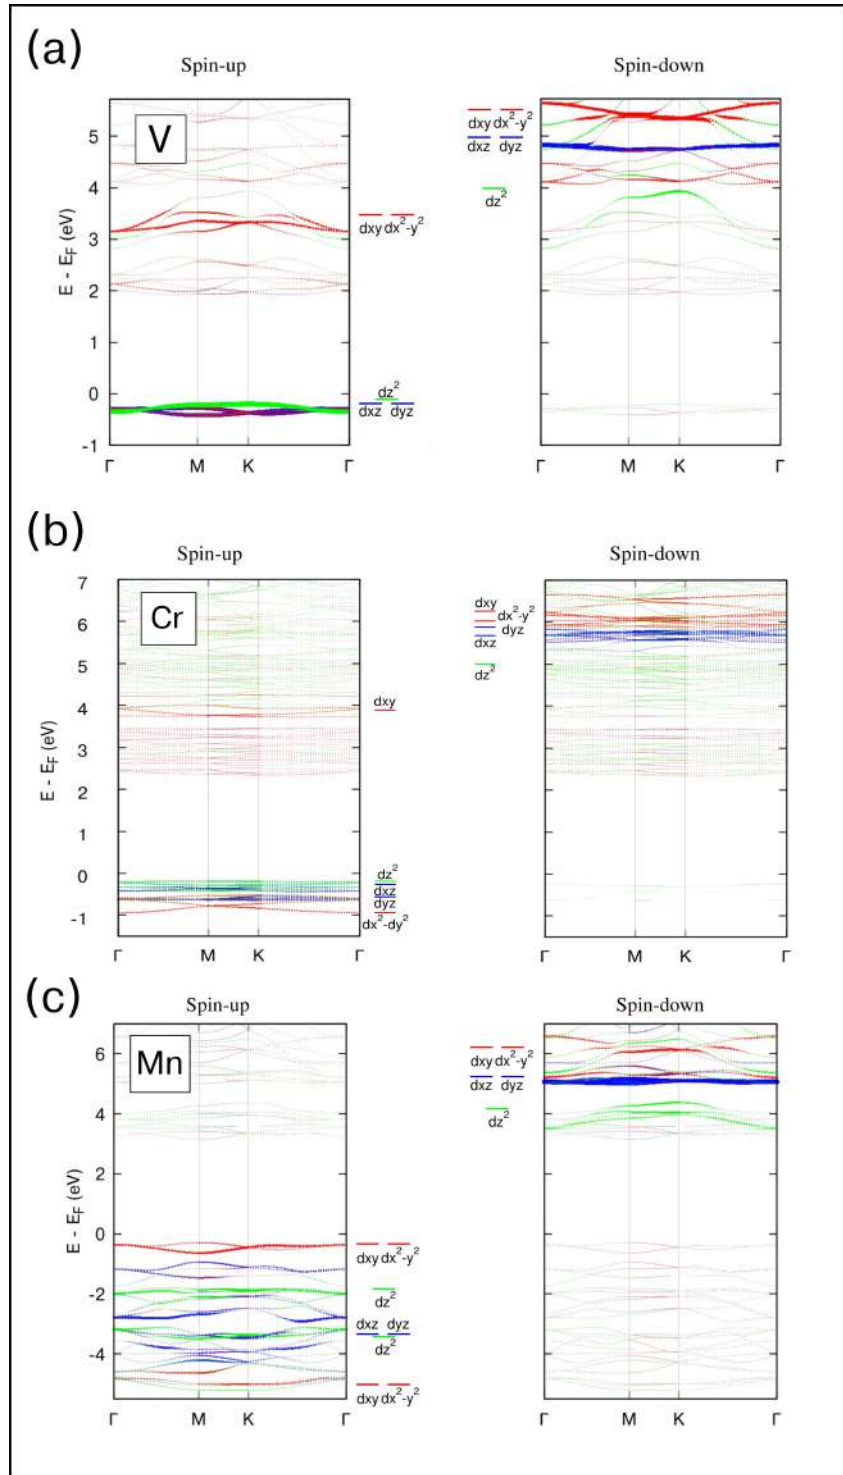 (a)
Spin-up
Spin-down
V
E - E_F (eV)
5
4
3
2
1
0
-1
Γ M K Γ
dxy dx²-y²
dz²
dxz dyz
dxy dx²-y²
dxz dyz
dz²
Γ M K Γ
(b)
Spin-up
Spin-down
Cr
E - E_F (eV)
7
6
5
4
3
2
1
0
-1
Γ M K Γ
dxy
dz²
dxz
dyz
dx²-dy²
dxy
dx²-y²
dyz
dxz
dz²
Γ M K Γ
(c)
Spin-up
Spin-down
Mn
E - E_F (eV)
6
4
2
0
-2
-4
Γ M K Γ
dxy dx²-y²
dz²
dxz dyz
dz²
dxy dx²-y²
dxy dx²-y²
dxz dyz
dz²
Γ M K Γ